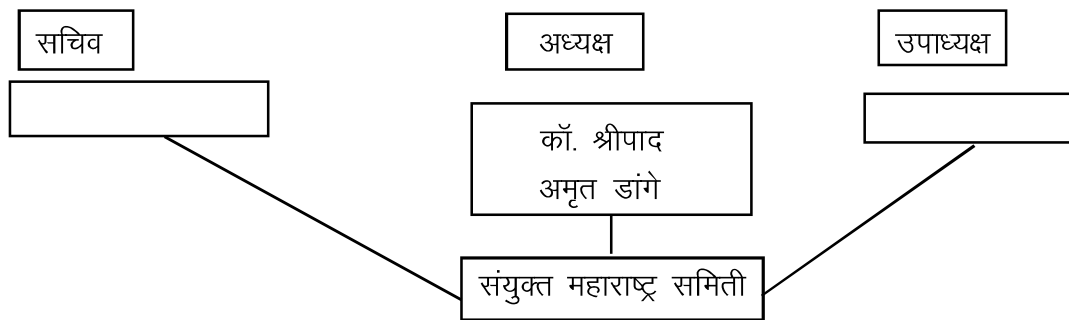 सचिव
अध्यक्ष
उपाध्यक्ष
कॉ. श्रीपाद
अमृत डांगे
संयुक्त महाराष्ट्र समिती